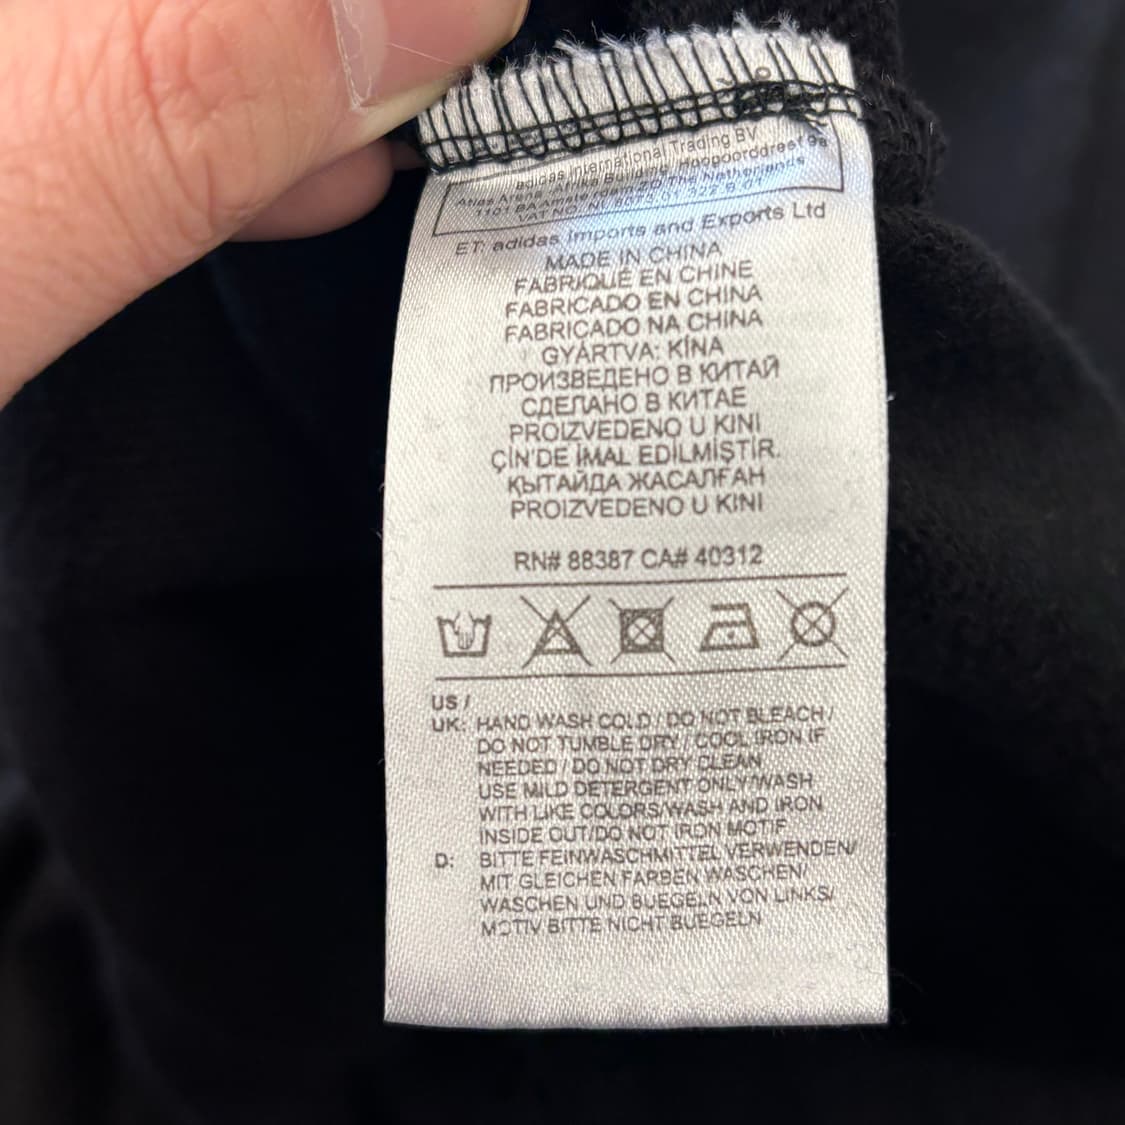 adidas International Trading BV
Atlas Arena, Afrika Building, Hoogoorddreef 9a
1101 BA Amsterdam ZO The Netherlands
VAT NO.
ET: adidas Imports and Exports Ltd
MADE IN CHINA
FABRIQUÉ EN CHINE
FABRICADO EN CHINA
FABRICADO NA CHINA
GYÁRTVA: KÍNA
ПРОИЗВЕДЕНО В КИТАЙ
СДЕЛАНО В КИТАЕ
PROIZVEDENO U KINI
ÇİN'DE İMAL EDİLMİŞTİR.
ҚЫТАЙДА ЖАСАЛҒАН
PROIZVEDENO U KINI
RN# 88387 CA# 40312
US /
UK: HAND WASH COLD / DO NOT BLEACH /
DO NOT TUMBLE DRY / COOL IRON IF
NEEDED / DO NOT DRY CLEAN
USE MILD DETERGENT ONLY/WASH
WITH LIKE COLORS/WASH AND IRON
INSIDE OUT/DO NOT IRON MOTIF
D: BITTE FEINWASCHMITTEL VERWENDEN/
MIT GLEICHEN FARBEN WASCHEN/
WASCHEN UND BUEGELN VON LINKS/
MOTIV BITTE NICHT BUEGELN